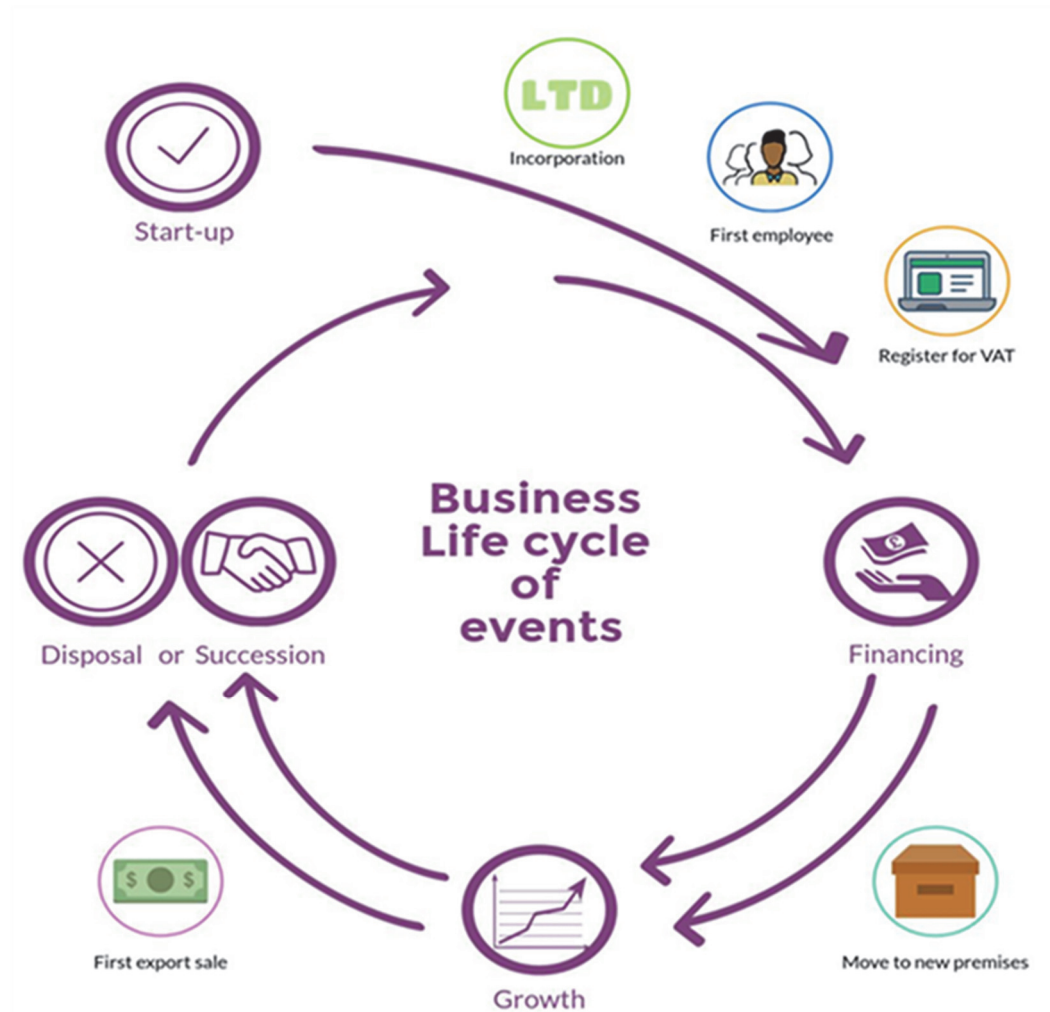 LTD
Incorporation
First employee
Start-up
Register for VAT
Business
Life cycle
of
events
£
Disposal or Succession
Financing
$ $
First export sale
Move to new premises
Growth